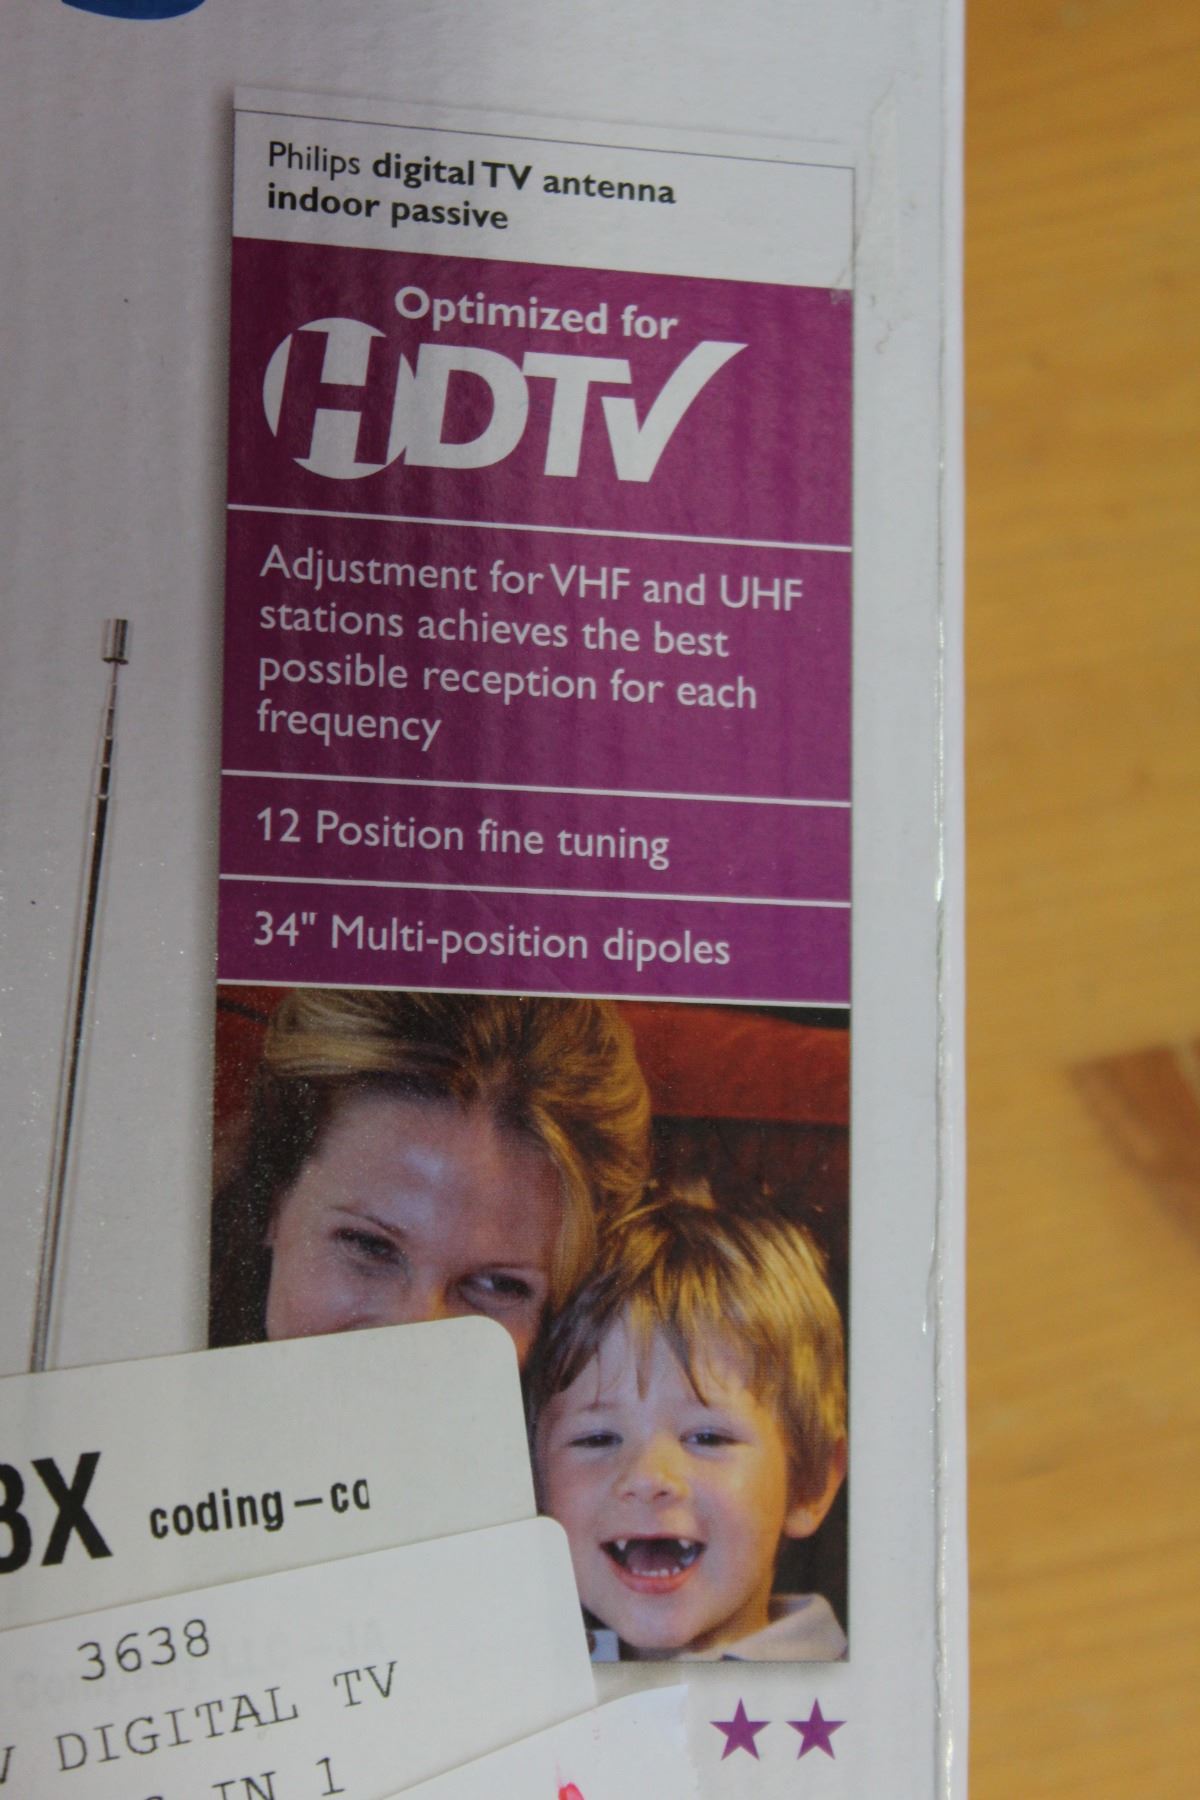 Philips digital TV antenna
indoor passive
Optimized for
HDTV
Adjustment for VHF and UHF
stations achieves the best
possible reception for each
frequency
12 Position fine tuning
34" Multi-position dipoles
coding-co
3638
DIGITAL TV
IN 1